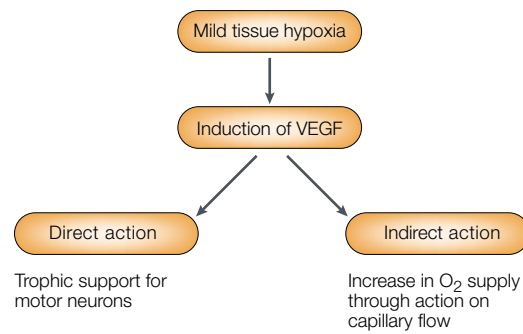 Mild tissue hypoxia
Induction of VEGF
Direct action
Indirect action
Trophic support for
motor neurons
Increase in O2 supply
through action on
capillary flow